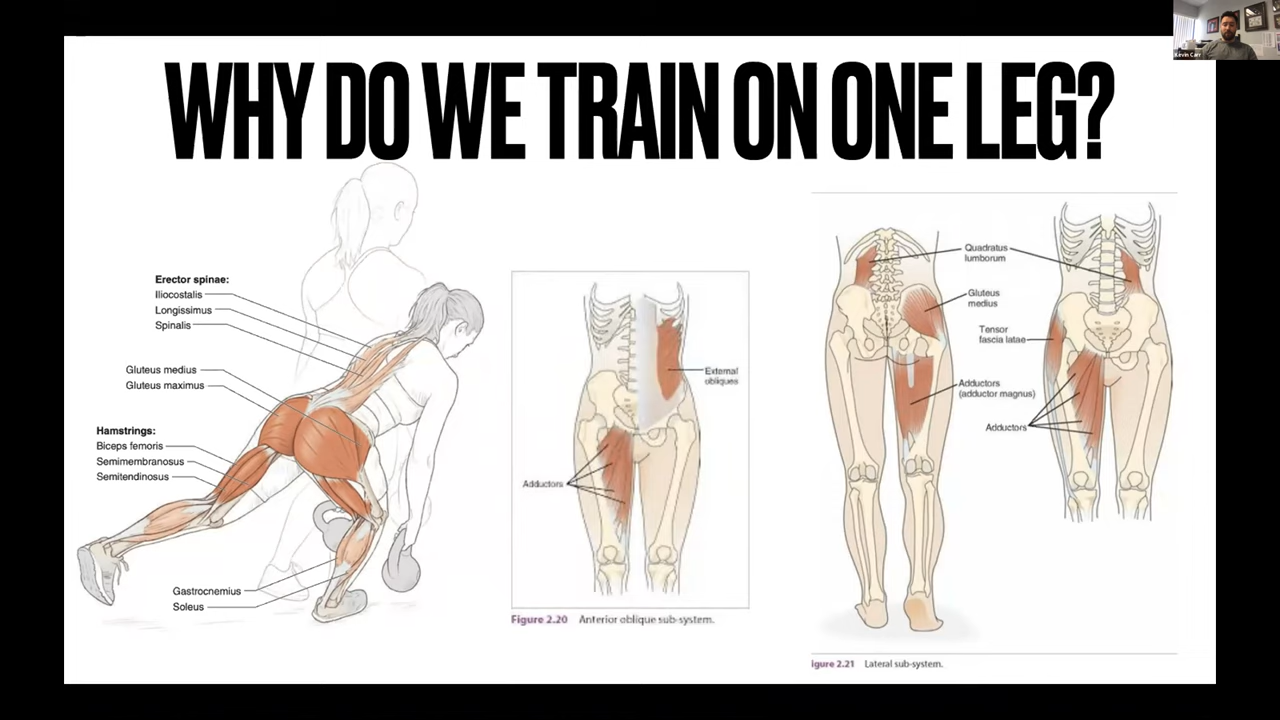 Kevin Carr
WHY DO WE TRAIN ON ONE LEG?
Erector spinae:
Iliocostalis
Longissimus
Spinalis
Gluteus medius
Gluteus maximus
Hamstrings:
Biceps femoris
Semimembranosus
Semitendinosus
Gastrocnemius
Soleus
External
obliques
Adductors
Figure 2.20 Anterior oblique sub-system.
Quadratus
lumborum
Gluteus
medius
Tensor
fascia latae
Adductors
(adductor magnus)
Adductors
igure 2.21 Lateral sub-system.